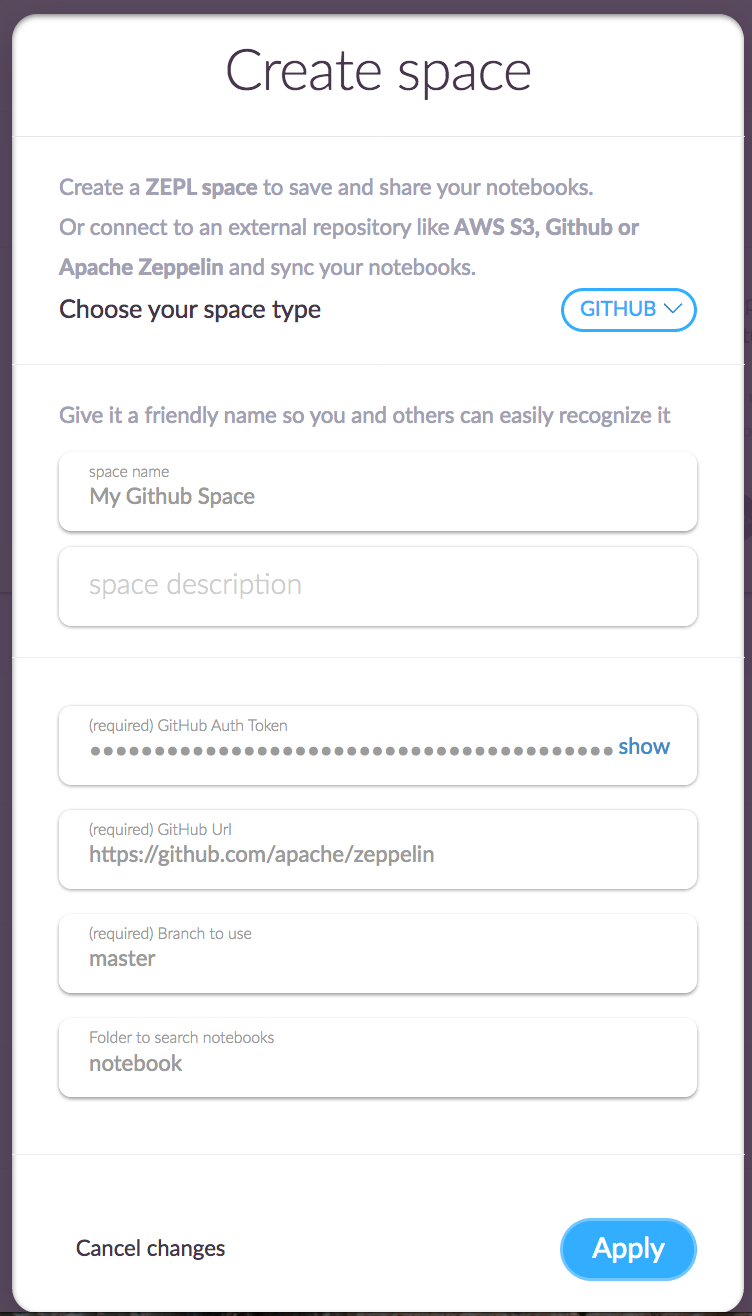 Create space
Create a ZEPL space to save and share your notebooks.
Or connect to an external repository like AWS S3, Github or
Apache Zeppelin and sync your notebooks.
Choose your space type
GITHUB
Give it a friendly name so you and others can easily recognize it
space name
My Github Space
space description
(required) GitHub Auth Token
show
(required) GitHub Url
https://github.com/apache/zeppelin
(required) Branch to use
master
Folder to search notebooks
notebook
Cancel changes
Apply